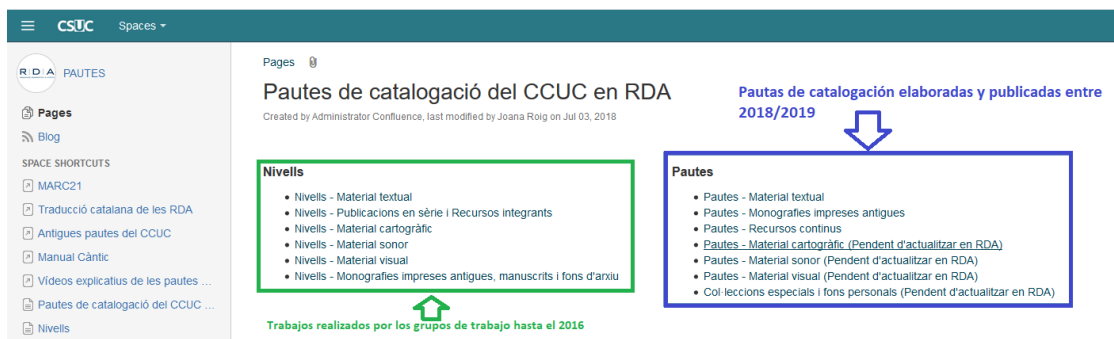 CSUC Spaces
RDA PAUTES
Pages
Blog
SPACE SHORTCUTS
MARC21
Traducció catalana de les RDA
Antigues pautes del CCUC
Manual Càntic
Vídeos explicatius de les pautes ...
Pautes de catalogació del CCUC ...
Nivells
Pages
Pautes de catalogació del CCUC en RDA
Created by Administrator Confluence, last modified by Joana Roig on Jul 03, 2018
Nivells
• Nivells - Material textual
• Nivells - Publicacions en sèrie i Recursos integrants
• Nivells - Material cartogràfic
• Nivells - Material sonor
• Nivells - Material visual
• Nivells - Monografies impreses antigues, manuscrits i fons d'arxiu
Trabajos realizados por los grupos de trabajo hasta el 2016
Pautas de catalogación elaboradas y publicadas entre
2018/2019
Pautes
• Pautes - Material textual
• Pautes - Monografies impreses antigues
• Pautes - Recursos continus
• Pautes - Material cartogràfic (Pendent d'actualitzar en RDA)
• Pautes - Material sonor (Pendent d'actualitzar en RDA)
• Pautes - Material visual (Pendent d'actualitzar en RDA)
• Col·leccions especials i fons personals (Pendent d'actualitzar en RDA)